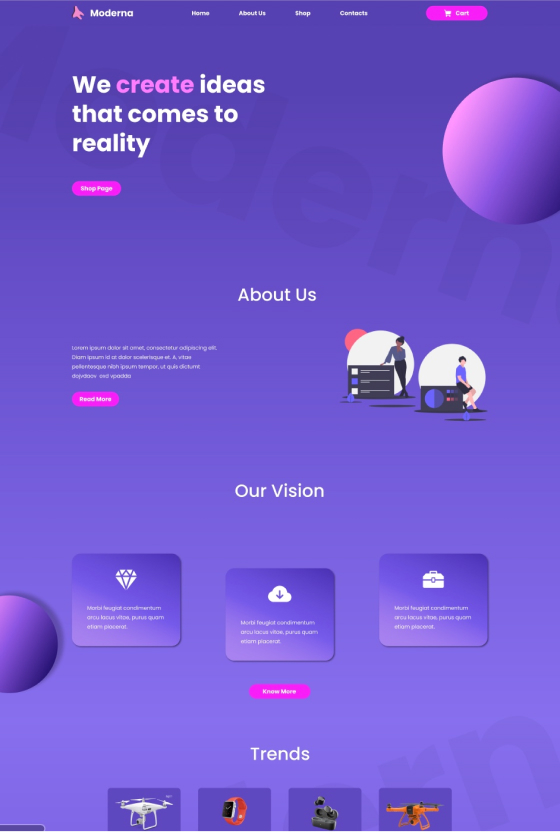 Moderna
Home
About Us
Shop
Contacts
Cart
We create ideas
that comes to
reality
Shop Page
Modern
About Us
Lorem ipsum dolor sit amet, consectetur adipiscing elit.
Diam ipsum id at dolor scelerisque et. A, vitae
pellentesque nibh ipsum tempor, ut quis dictumt
Read More
Our Vision
Morbi feugiat condimentum
arcu lacus vitae, purus quam
etiam placerat.
Morbi feugiat condimentum
arcu lacus vitae, purus quam
etiam placerat.
Morbi feugiat condimentum
arcu lacus vitae, purus quam
etiam placerat.
Know More
Trends